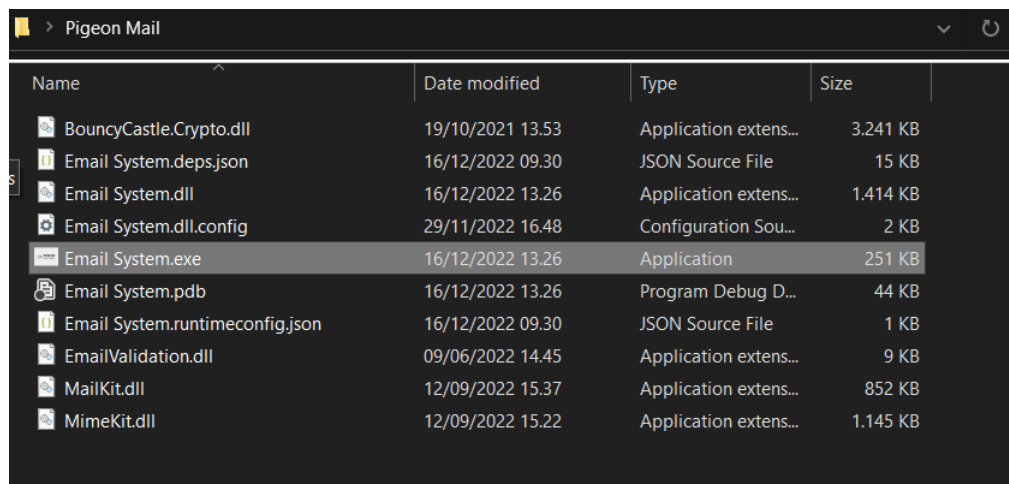 Pigeon Mail
Name Date modified Type Size
BouncyCastle.Crypto.dll 19/10/2021 13.53 Application extens... 3.241 KB
Email System.deps.json 16/12/2022 09.30 JSON Source File 15 KB
s
Email System.dll 16/12/2022 13.26 Application extens... 1.414 KB
Email System.dll.config 29/11/2022 16.48 Configuration Sou... 2 KB
Email System.exe 16/12/2022 13.26 Application 251 KB
Email System.pdb 16/12/2022 13.26 Program Debug D... 44 KB
Email System.runtimeconfig.json 16/12/2022 09.30 JSON Source File 1 KB
EmailValidation.dll 09/06/2022 14.45 Application extens... 9 KB
MailKit.dll 12/09/2022 15.37 Application extens... 852 KB
MimeKit.dll 12/09/2022 15.22 Application extens... 1.145 KB